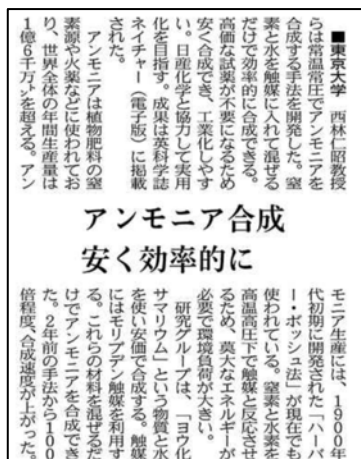 ■東京大学　西林仁昭教授
らは常温常圧でアンモニアを
合成する手法を開発した。窒
素と水を触媒に入れて混ぜる
だけで効率的に合成できる。
高価な試薬が不要になるため
安く合成でき、工業化しやす
い。日産化学と協力して実用
化を目指す。成果は英科学誌
ネイチャー（電子版）に掲載
された。
アンモニアは植物肥料の窒
素源や火薬などに使われてお
り、世界全体の年間生産量は
1億6千万㌧を超える。アン
アンモニア合成
安く効率的に
モニア生産には、1900年
代初期に開発された「ハーバ
ー・ボッシュ法」が現在でも
使われている。窒素と水素を
高温高圧下で触媒と反応させ
るため、莫大なエネルギーが
必要で環境負荷が大きい。
研究グループは、「ヨウ化
サマリウム」という物質と水
を使い安価で合成する。触媒
にはモリブデン触媒を利用す
る。これらの材料を混ぜるだ
けでアンモニアを合成でき
た。2年前の手法から100
倍程度、合成速度が上がった。